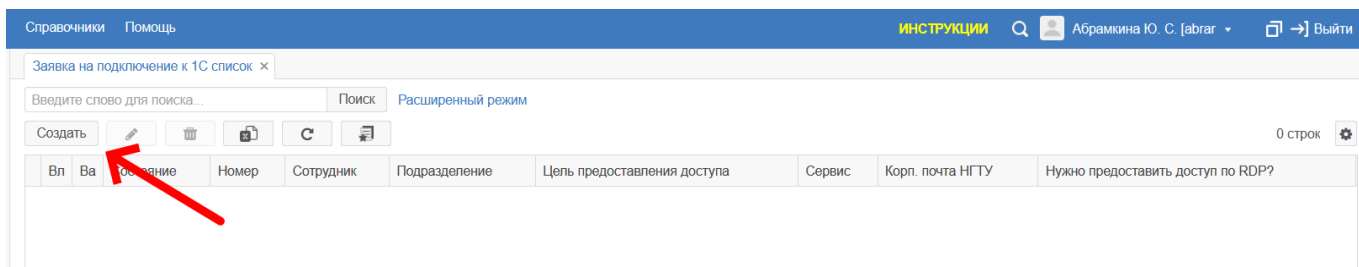 Справочники Помощь ИНСТРУКЦИИ Абрамкина Ю. С. [abrar Выйти
Заявка на подключение к 1С список ×
Введите слово для поиска... Поиск Расширенный режим
Создать 0 строк
Вл Ва Состояние Номер Сотрудник Подразделение Цель предоставления доступа Сервис Корп. почта НГТУ Нужно предоставить доступ по RDP?